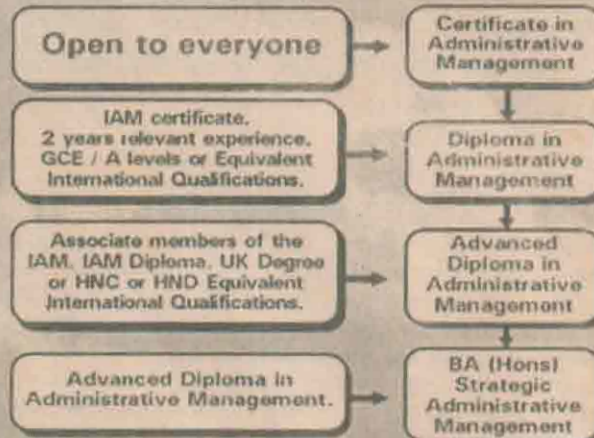 Open to everyone
Certificate in
Administrative
Management
IAM certificate.
2 years relevant experience.
GCE / A levels or Equivalent
International Qualifications.
Diploma in
Administrative
Management
Associate members of the
IAM, IAM Diploma, UK Degree
or HNC or HND Equivalent
International Qualifications.
Advanced
Diploma in
Administrative
Management
Advanced Diploma in
Administrative Management.
BA (Hons)
Strategic
Administrative
Management